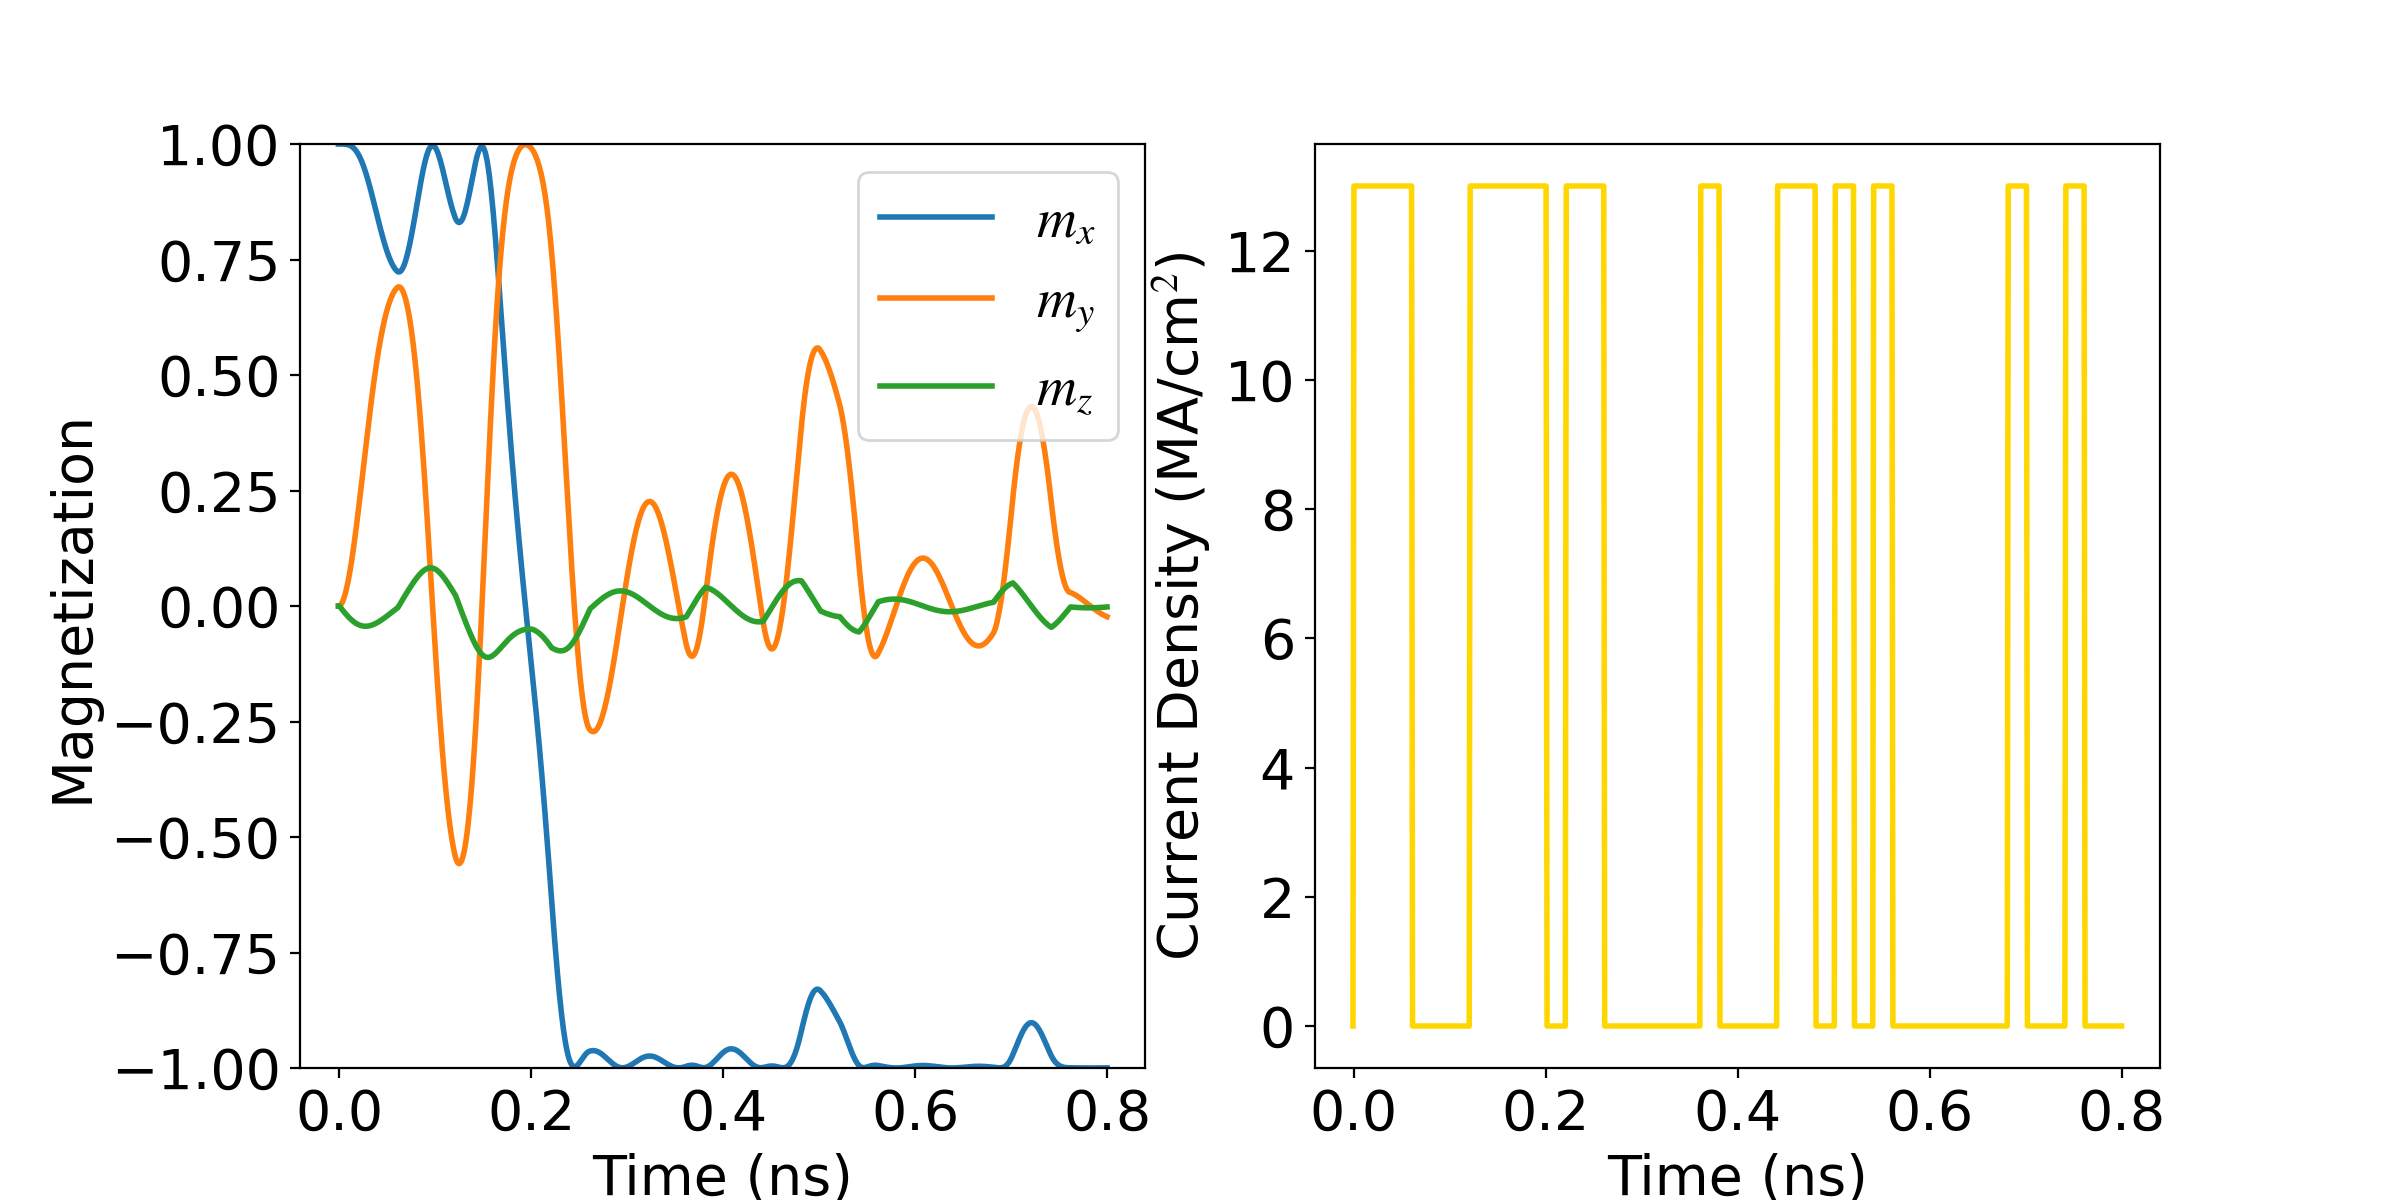 1.00
0.75
0.50
0.25
0.00
−0.25
−0.50
−0.75
−1.00
Magnetization
0.0 0.2 0.4 0.6 0.8
Time (ns)
m_x
m_y
m_z
Current Density (MA/cm²)
12
10
8
6
4
2
0
0.0 0.2 0.4 0.6 0.8
Time (ns)